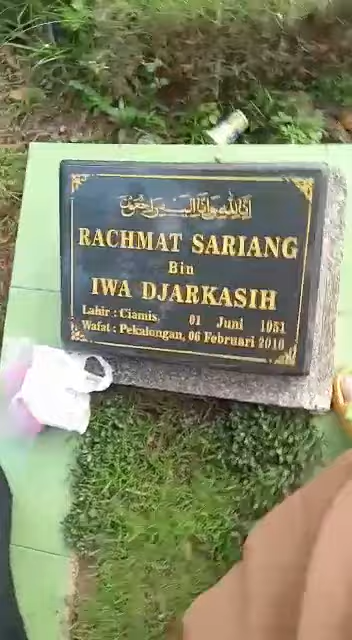 إنا لله وإنا إليه راجعون
RACHMAT SARIANG
Bin
IWA DJARKASIH
Lahir : Ciamis, 01 Juni 1951
Wafat : Pekalongan, 06 Februari 2010